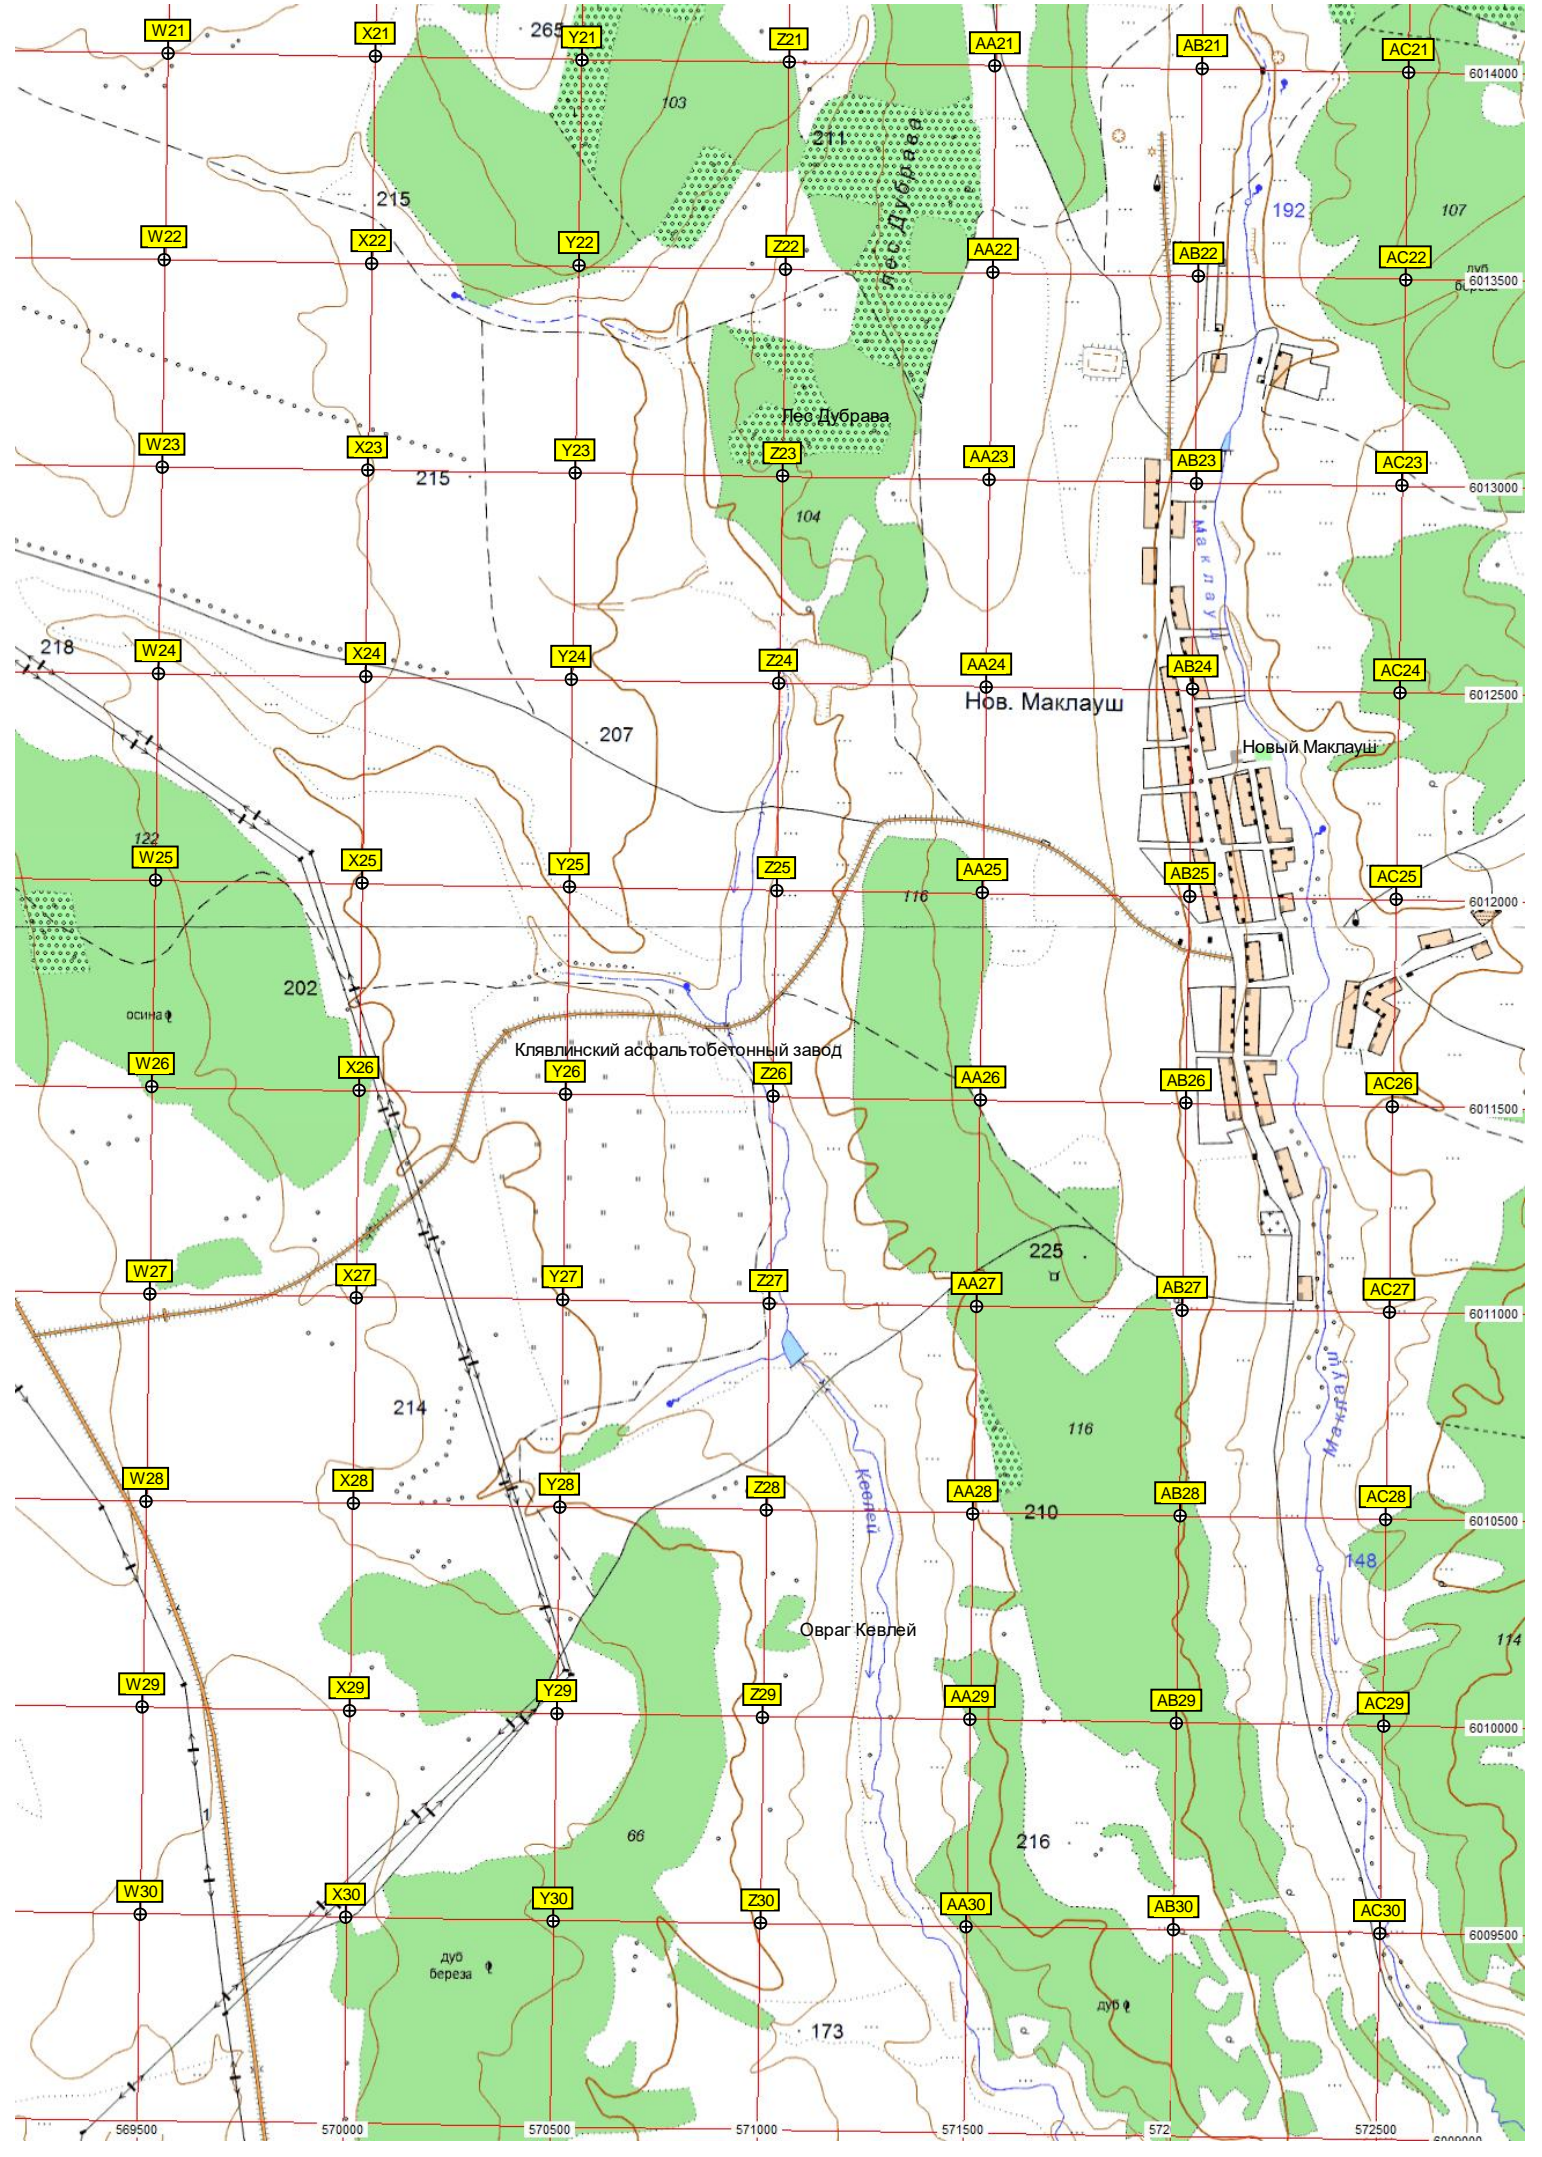 265
W21 X21 Y21 Z21 AA21 AB21 AC21
6014000
103
211
лес Дубрава
215
192
107
W22 X22 Y22 Z22 AA22 AB22 AC22
дуб
береза
6013500
Лес Дубрава
W23 X23 Y23 Z23 AA23 AB23 AC23
215
6013000
104
218
W24 X24 Y24 Z24 AA24 AB24 AC24
6012500
Нов. Маклауш
207
Новый Маклауш
122
W25 X25 Y25 Z25 AA25 AB25 AC25
116
6012000
202
осина
Клявлинский асфальтобетонный завод
W26 X26 Y26 Z26 AA26 AB26 AC26
6011500
225
W27 X27 Y27 Z27 AA27 AB27 AC27
6011000
Маклауш
214
116
W28 X28 Y28 Z28 AA28 AB28 AC28
Кевлей
210
6010500
148
Овраг Кевлей
114
W29 X29 Y29 Z29 AA29 AB29 AC29
6010000
1
66
216
W30 X30 Y30 Z30 AA30 AB30 AC30
6009500
дуб
береза
дуб
173
569500 570000 570500 571000 571500 572 572500
6009000